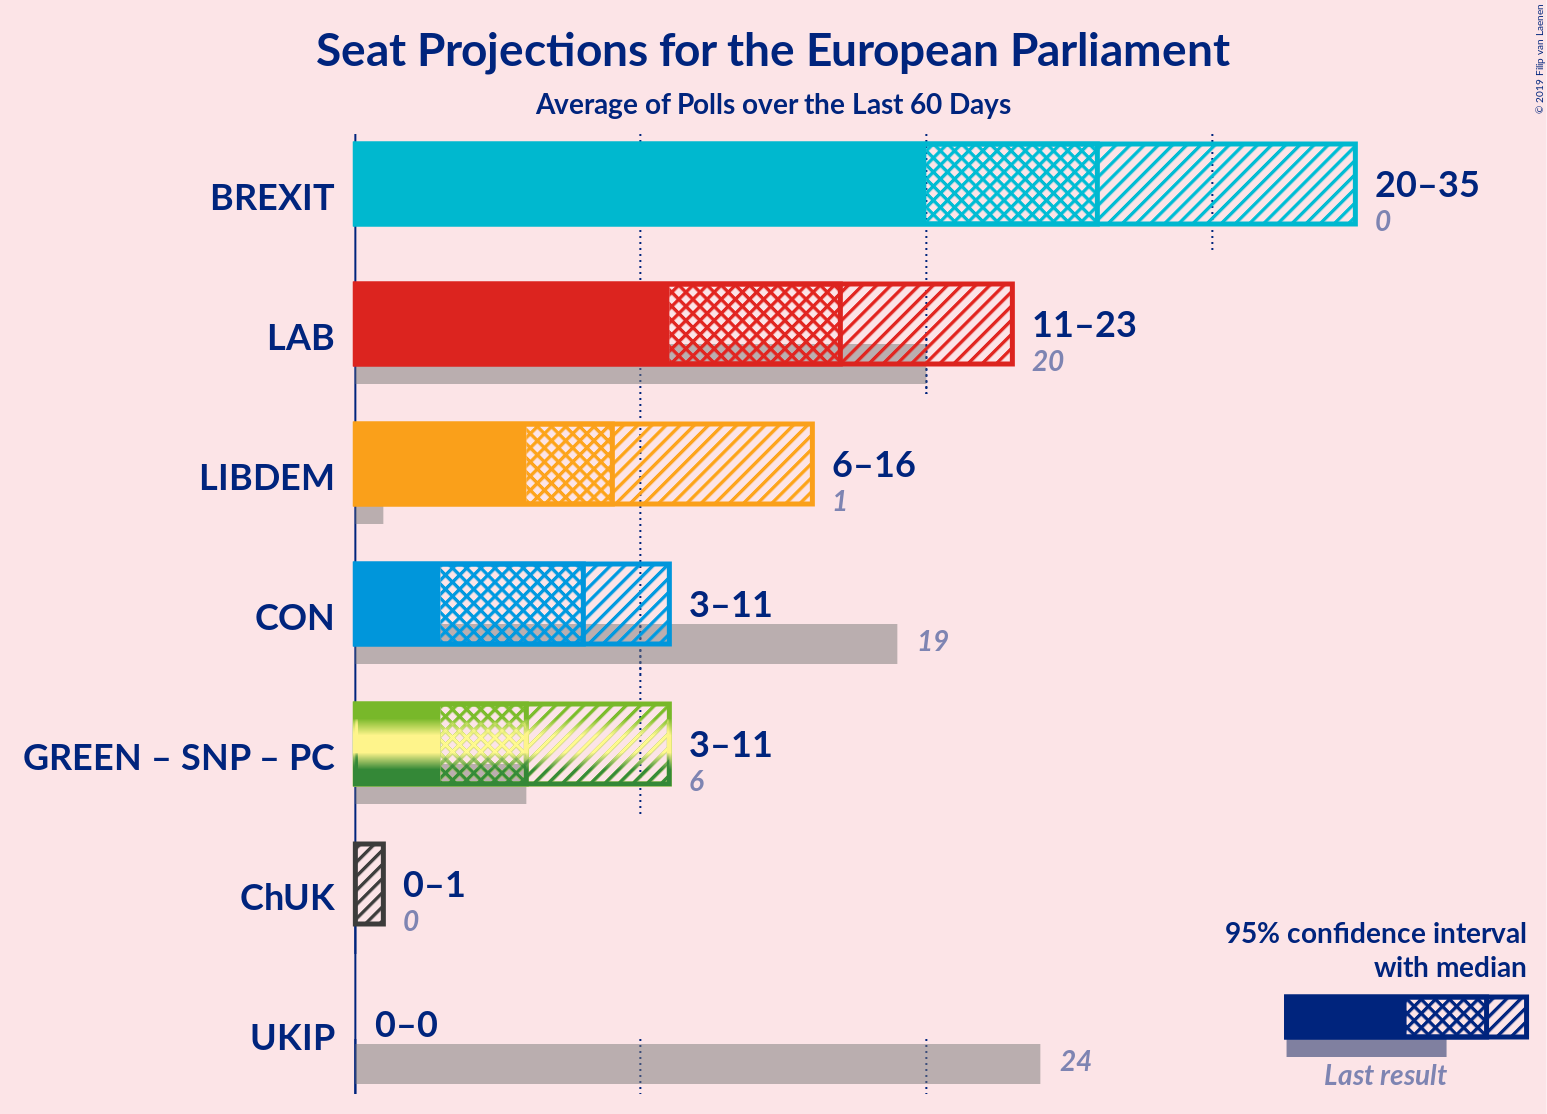 Seat Projections for the European Parliament
Average of Polls over the Last 60 Days
© 2019 Filip van Laenen
BREXIT
20–35
0
LAB
11–23
20
LIBDEM
6–16
1
CON
3–11
19
GREEN – SNP – PC
3–11
6
ChUK
0–1
0
UKIP
0–0
24
95% confidence interval
with median
Last result